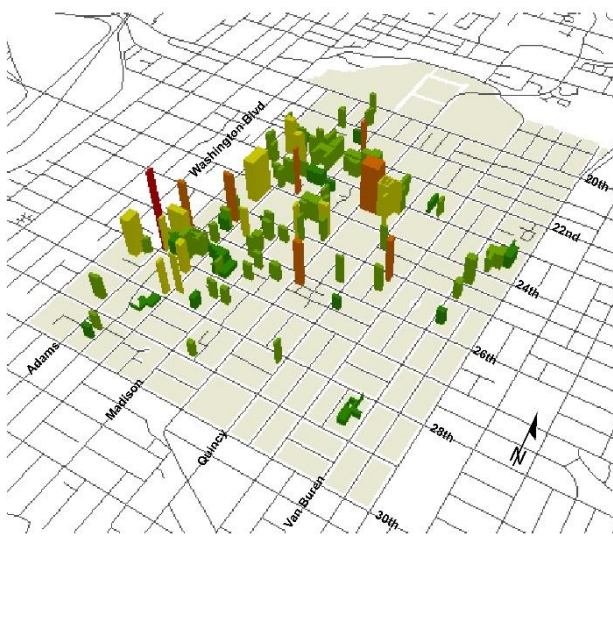 Washington Blvd
20th
22nd
24th
26th
28th
30th
Adams
Madison
Quincy
Van Buren
N